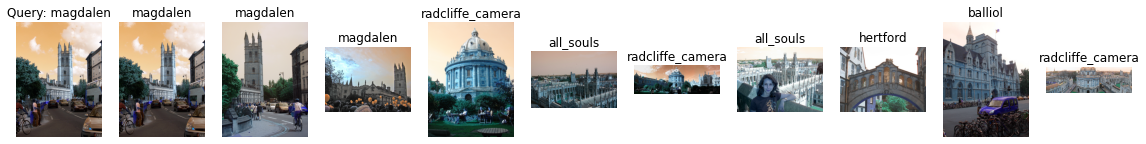 Query: magdalen
magdalen
magdalen
magdalen
radcliffe_camera
all_souls
radcliffe_camera
all_souls
hertford
balliol
radcliffe_camera